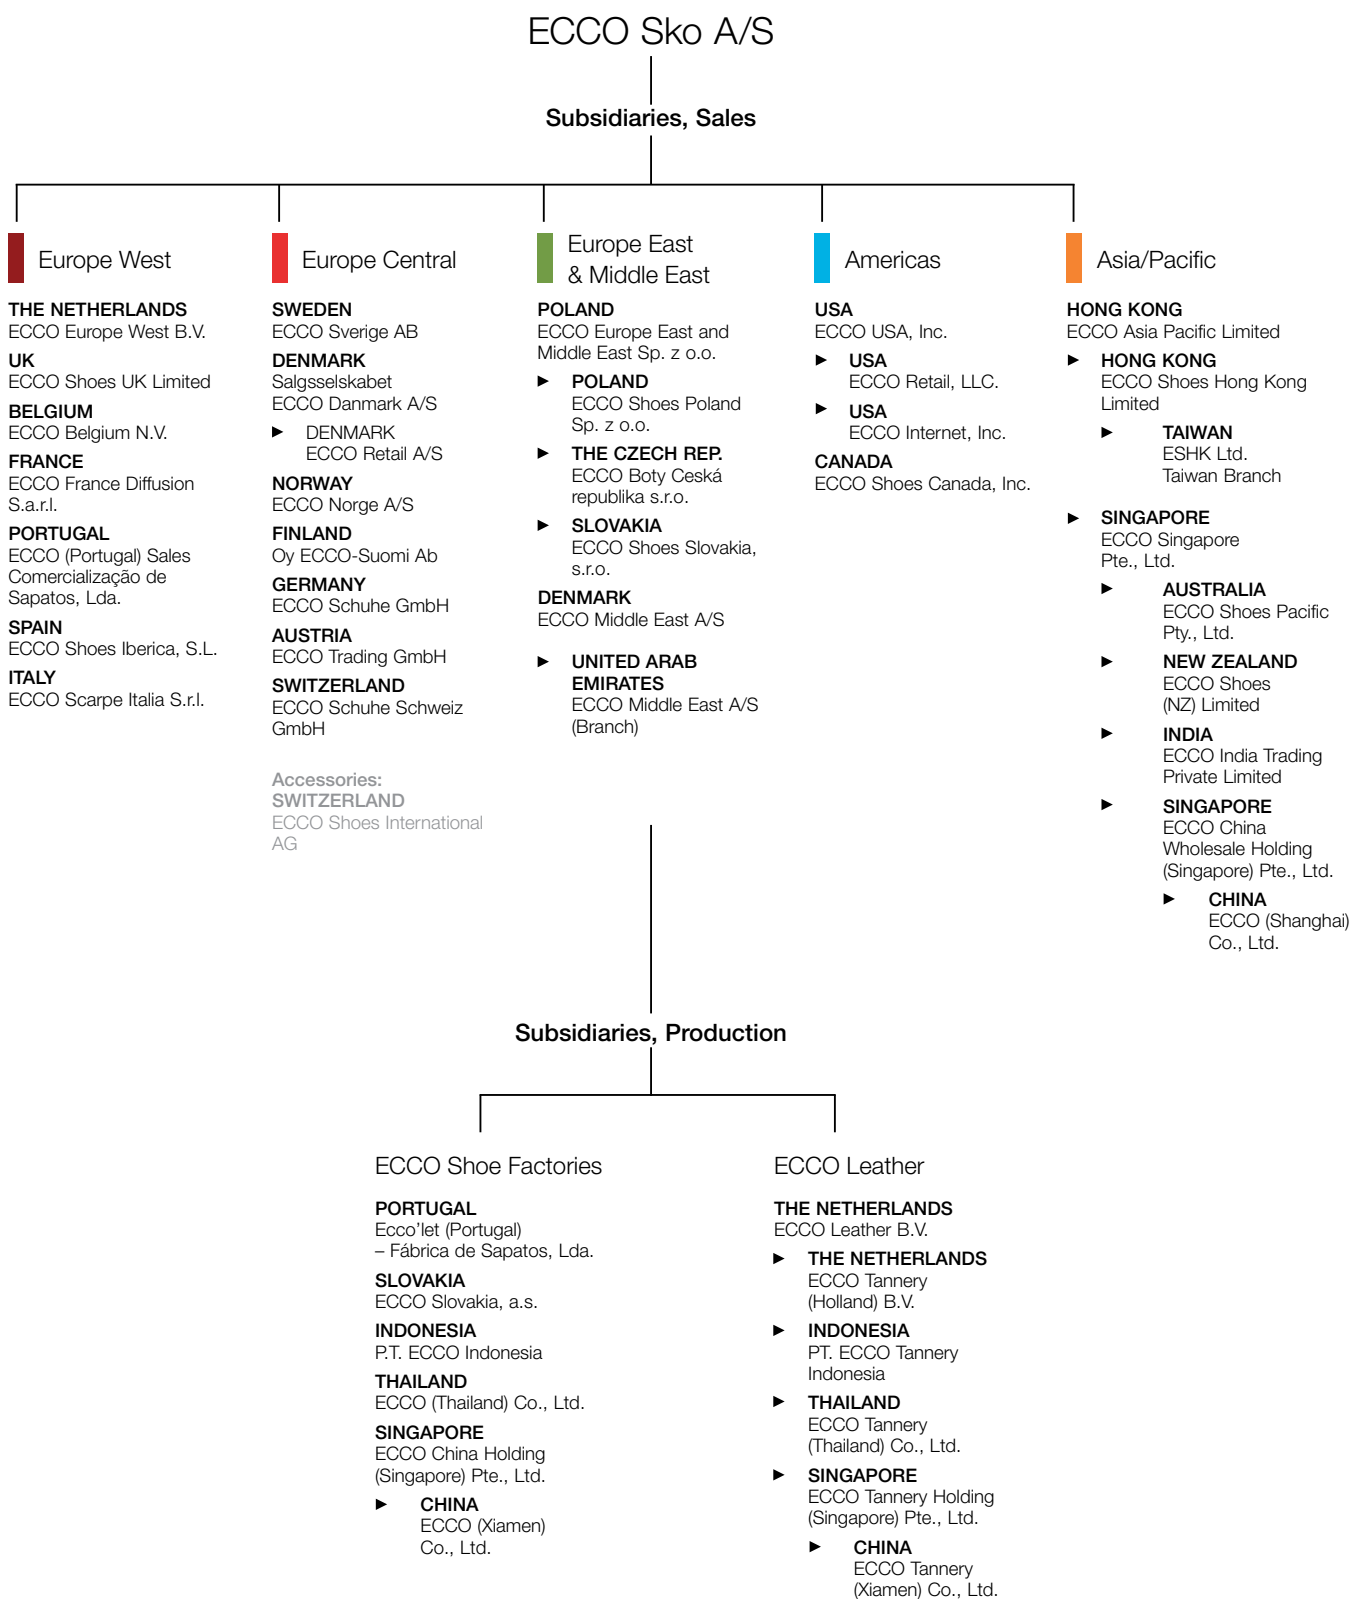 ECCO Sko A/S
Subsidiaries, Sales
Europe West
THE NETHERLANDS
ECCO Europe West B.V.
UK
ECCO Shoes UK Limited
BELGIUM
ECCO Belgium N.V.
FRANCE
ECCO France Diffusion
S.a.r.l.
PORTUGAL
ECCO (Portugal) Sales
Comercialização de
Sapatos, Lda.
SPAIN
ECCO Shoes Iberica, S.L.
ITALY
ECCO Scarpe Italia S.r.l.
Europe Central
SWEDEN
ECCO Sverige AB
DENMARK
Salgsselskabet
ECCO Danmark A/S
► DENMARK
ECCO Retail A/S
NORWAY
ECCO Norge A/S
FINLAND
Oy ECCO-Suomi Ab
GERMANY
ECCO Schuhe GmbH
AUSTRIA
ECCO Trading GmbH
SWITZERLAND
ECCO Schuhe Schweiz
GmbH
Accessories:
SWITZERLAND
ECCO Shoes International
AG
Europe East
& Middle East
POLAND
ECCO Europe East and
Middle East Sp. z o.o.
► POLAND
ECCO Shoes Poland
Sp. z o.o.
► THE CZECH REP.
ECCO Boty Ceská
republika s.r.o.
► SLOVAKIA
ECCO Shoes Slovakia,
s.r.o.
DENMARK
ECCO Middle East A/S
► UNITED ARAB
EMIRATES
ECCO Middle East A/S
(Branch)
Americas
USA
ECCO USA, Inc.
► USA
ECCO Retail, LLC.
► USA
ECCO Internet, Inc.
CANADA
ECCO Shoes Canada, Inc.
Asia/Pacific
HONG KONG
ECCO Asia Pacific Limited
► HONG KONG
ECCO Shoes Hong Kong
Limited
► TAIWAN
ESHK Ltd.
Taiwan Branch
► SINGAPORE
ECCO Singapore
Pte., Ltd.
► AUSTRALIA
ECCO Shoes Pacific
Pty., Ltd.
► NEW ZEALAND
ECCO Shoes
(NZ) Limited
► INDIA
ECCO India Trading
Private Limited
► SINGAPORE
ECCO China
Wholesale Holding
(Singapore) Pte., Ltd.
► CHINA
ECCO (Shanghai)
Co., Ltd.
Subsidiaries, Production
ECCO Shoe Factories
PORTUGAL
Ecco’let (Portugal)
– Fábrica de Sapatos, Lda.
SLOVAKIA
ECCO Slovakia, a.s.
INDONESIA
P.T. ECCO Indonesia
THAILAND
ECCO (Thailand) Co., Ltd.
SINGAPORE
ECCO China Holding
(Singapore) Pte., Ltd.
► CHINA
ECCO (Xiamen)
Co., Ltd.
ECCO Leather
THE NETHERLANDS
ECCO Leather B.V.
► THE NETHERLANDS
ECCO Tannery
(Holland) B.V.
► INDONESIA
PT. ECCO Tannery
Indonesia
► THAILAND
ECCO Tannery
(Thailand) Co., Ltd.
► SINGAPORE
ECCO Tannery Holding
(Singapore) Pte., Ltd.
► CHINA
ECCO Tannery
(Xiamen) Co., Ltd.